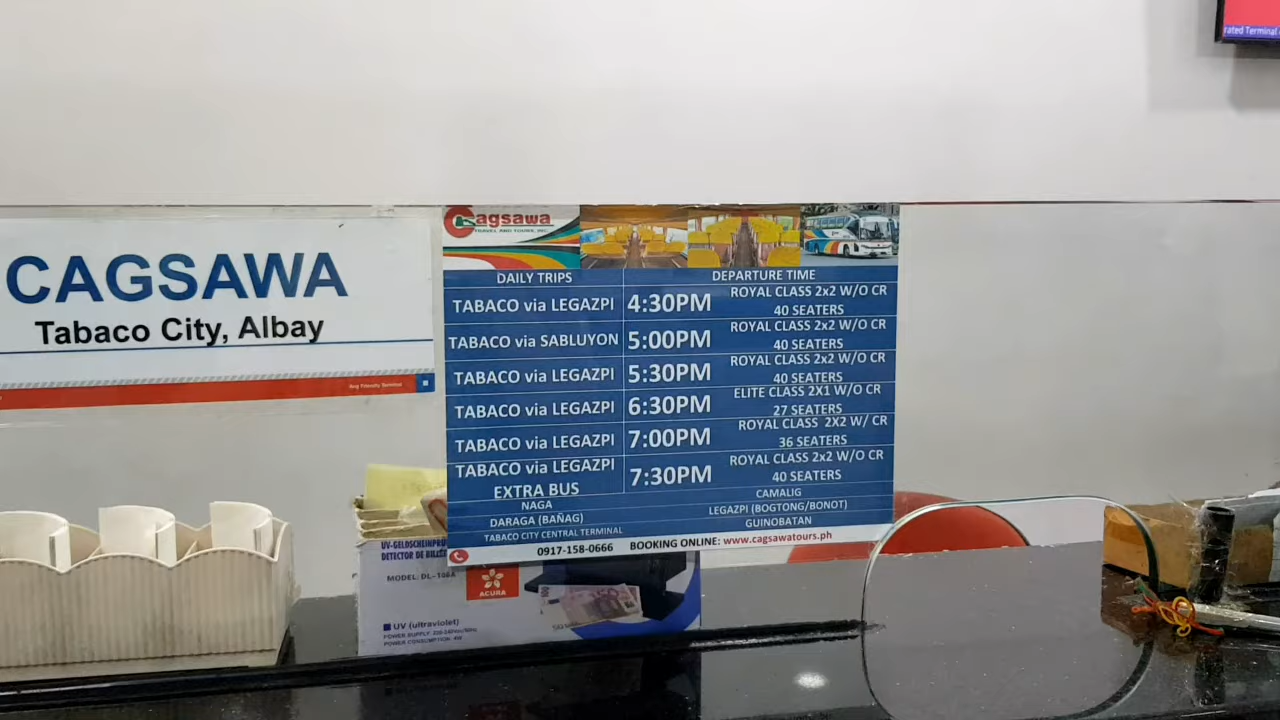 rated Terminal
CAGSAWA
Tabaco City, Albay
Cagsawa
TRAVEL AND TOURS, INC.
DAILY TRIPS DEPARTURE TIME
TABACO via LEGAZPI 4:30PM ROYAL CLASS 2x2 W/O CR 40 SEATERS
TABACO via SABLUYON 5:00PM ROYAL CLASS 2x2 W/O CR 40 SEATERS
TABACO via LEGAZPI 5:30PM ROYAL CLASS 2x2 W/O CR 40 SEATERS
TABACO via LEGAZPI 6:30PM ELITE CLASS 2X1 W/O CR 27 SEATERS
TABACO via LEGAZPI 7:00PM ROYAL CLASS 2X2 W/ CR 36 SEATERS
TABACO via LEGAZPI EXTRA BUS 7:30PM ROYAL CLASS 2x2 W/O CR 40 SEATERS
NAGA CAMALIG
DARAGA (BAÑAG) LEGAZPI (BOGTONG/BONOT)
TABACO CITY CENTRAL TERMINAL GUINOBATAN
0917-158-0666 BOOKING ONLINE: www.cagsawatours.ph
UV-GELDSCHEINPRÜ
DETECTOR DE BILLE
MODEL: DL-106A
ACURA
UV (ultraviolet)
POWER SUPPLY: 220-240Vac/50Hz
POWER CONSUMPTION: 4W